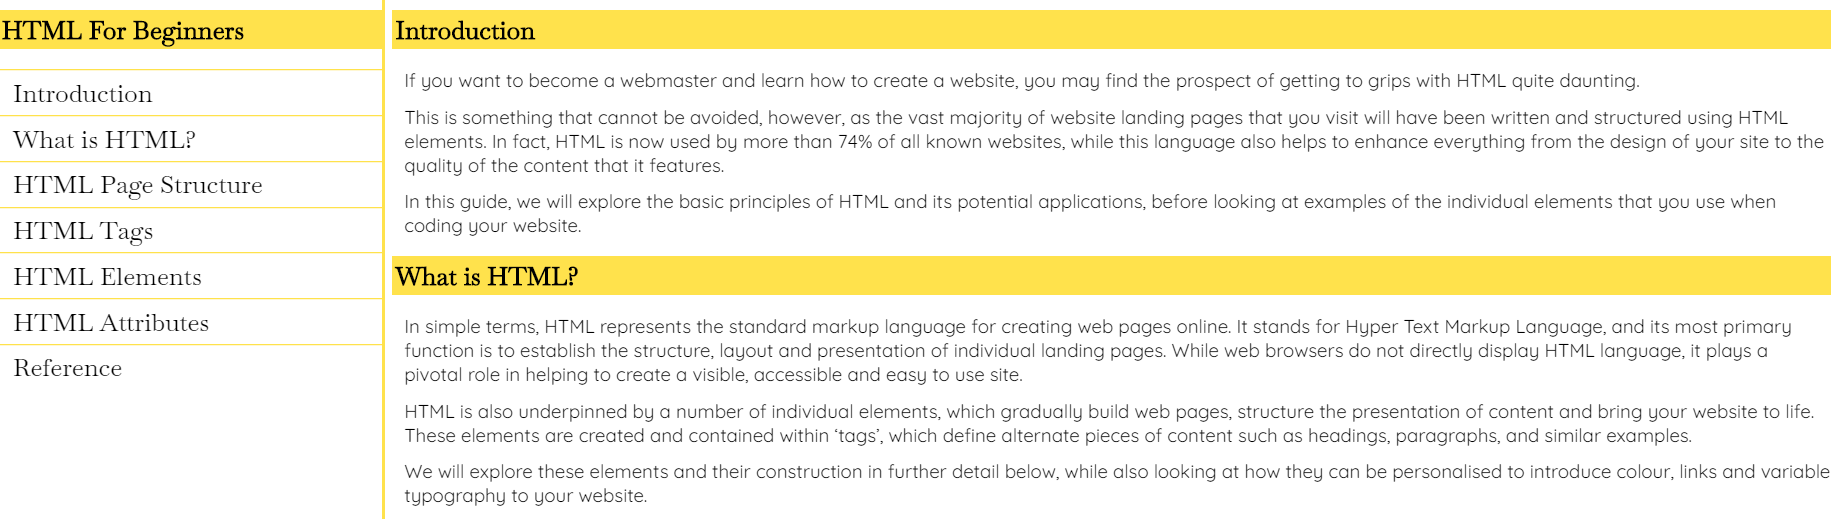 HTML For Beginners
Introduction
What is HTML?
HTML Page Structure
HTML Tags
HTML Elements
HTML Attributes
Reference
Introduction
If you want to become a webmaster and learn how to create a website, you may find the prospect of getting to grips with HTML quite daunting.
This is something that cannot be avoided, however, as the vast majority of website landing pages that you visit will have been written and structured using HTML
elements. In fact, HTML is now used by more than 74% of all known websites, while this language also helps to enhance everything from the design of your site to the
quality of the content that it features.
In this guide, we will explore the basic principles of HTML and its potential applications, before looking at examples of the individual elements that you use when
coding your website.
What is HTML?
In simple terms, HTML represents the standard markup language for creating web pages online. It stands for Hyper Text Markup Language, and its most primary
function is to establish the structure, layout and presentation of individual landing pages. While web browsers do not directly display HTML language, it plays a
pivotal role in helping to create a visible, accessible and easy to use site.
HTML is also underpinned by a number of individual elements, which gradually build web pages, structure the presentation of content and bring your website to life.
These elements are created and contained within ‘tags’, which define alternate pieces of content such as headings, paragraphs, and similar examples.
We will explore these elements and their construction in further detail below, while also looking at how they can be personalised to introduce colour, links and variable
typography to your website.